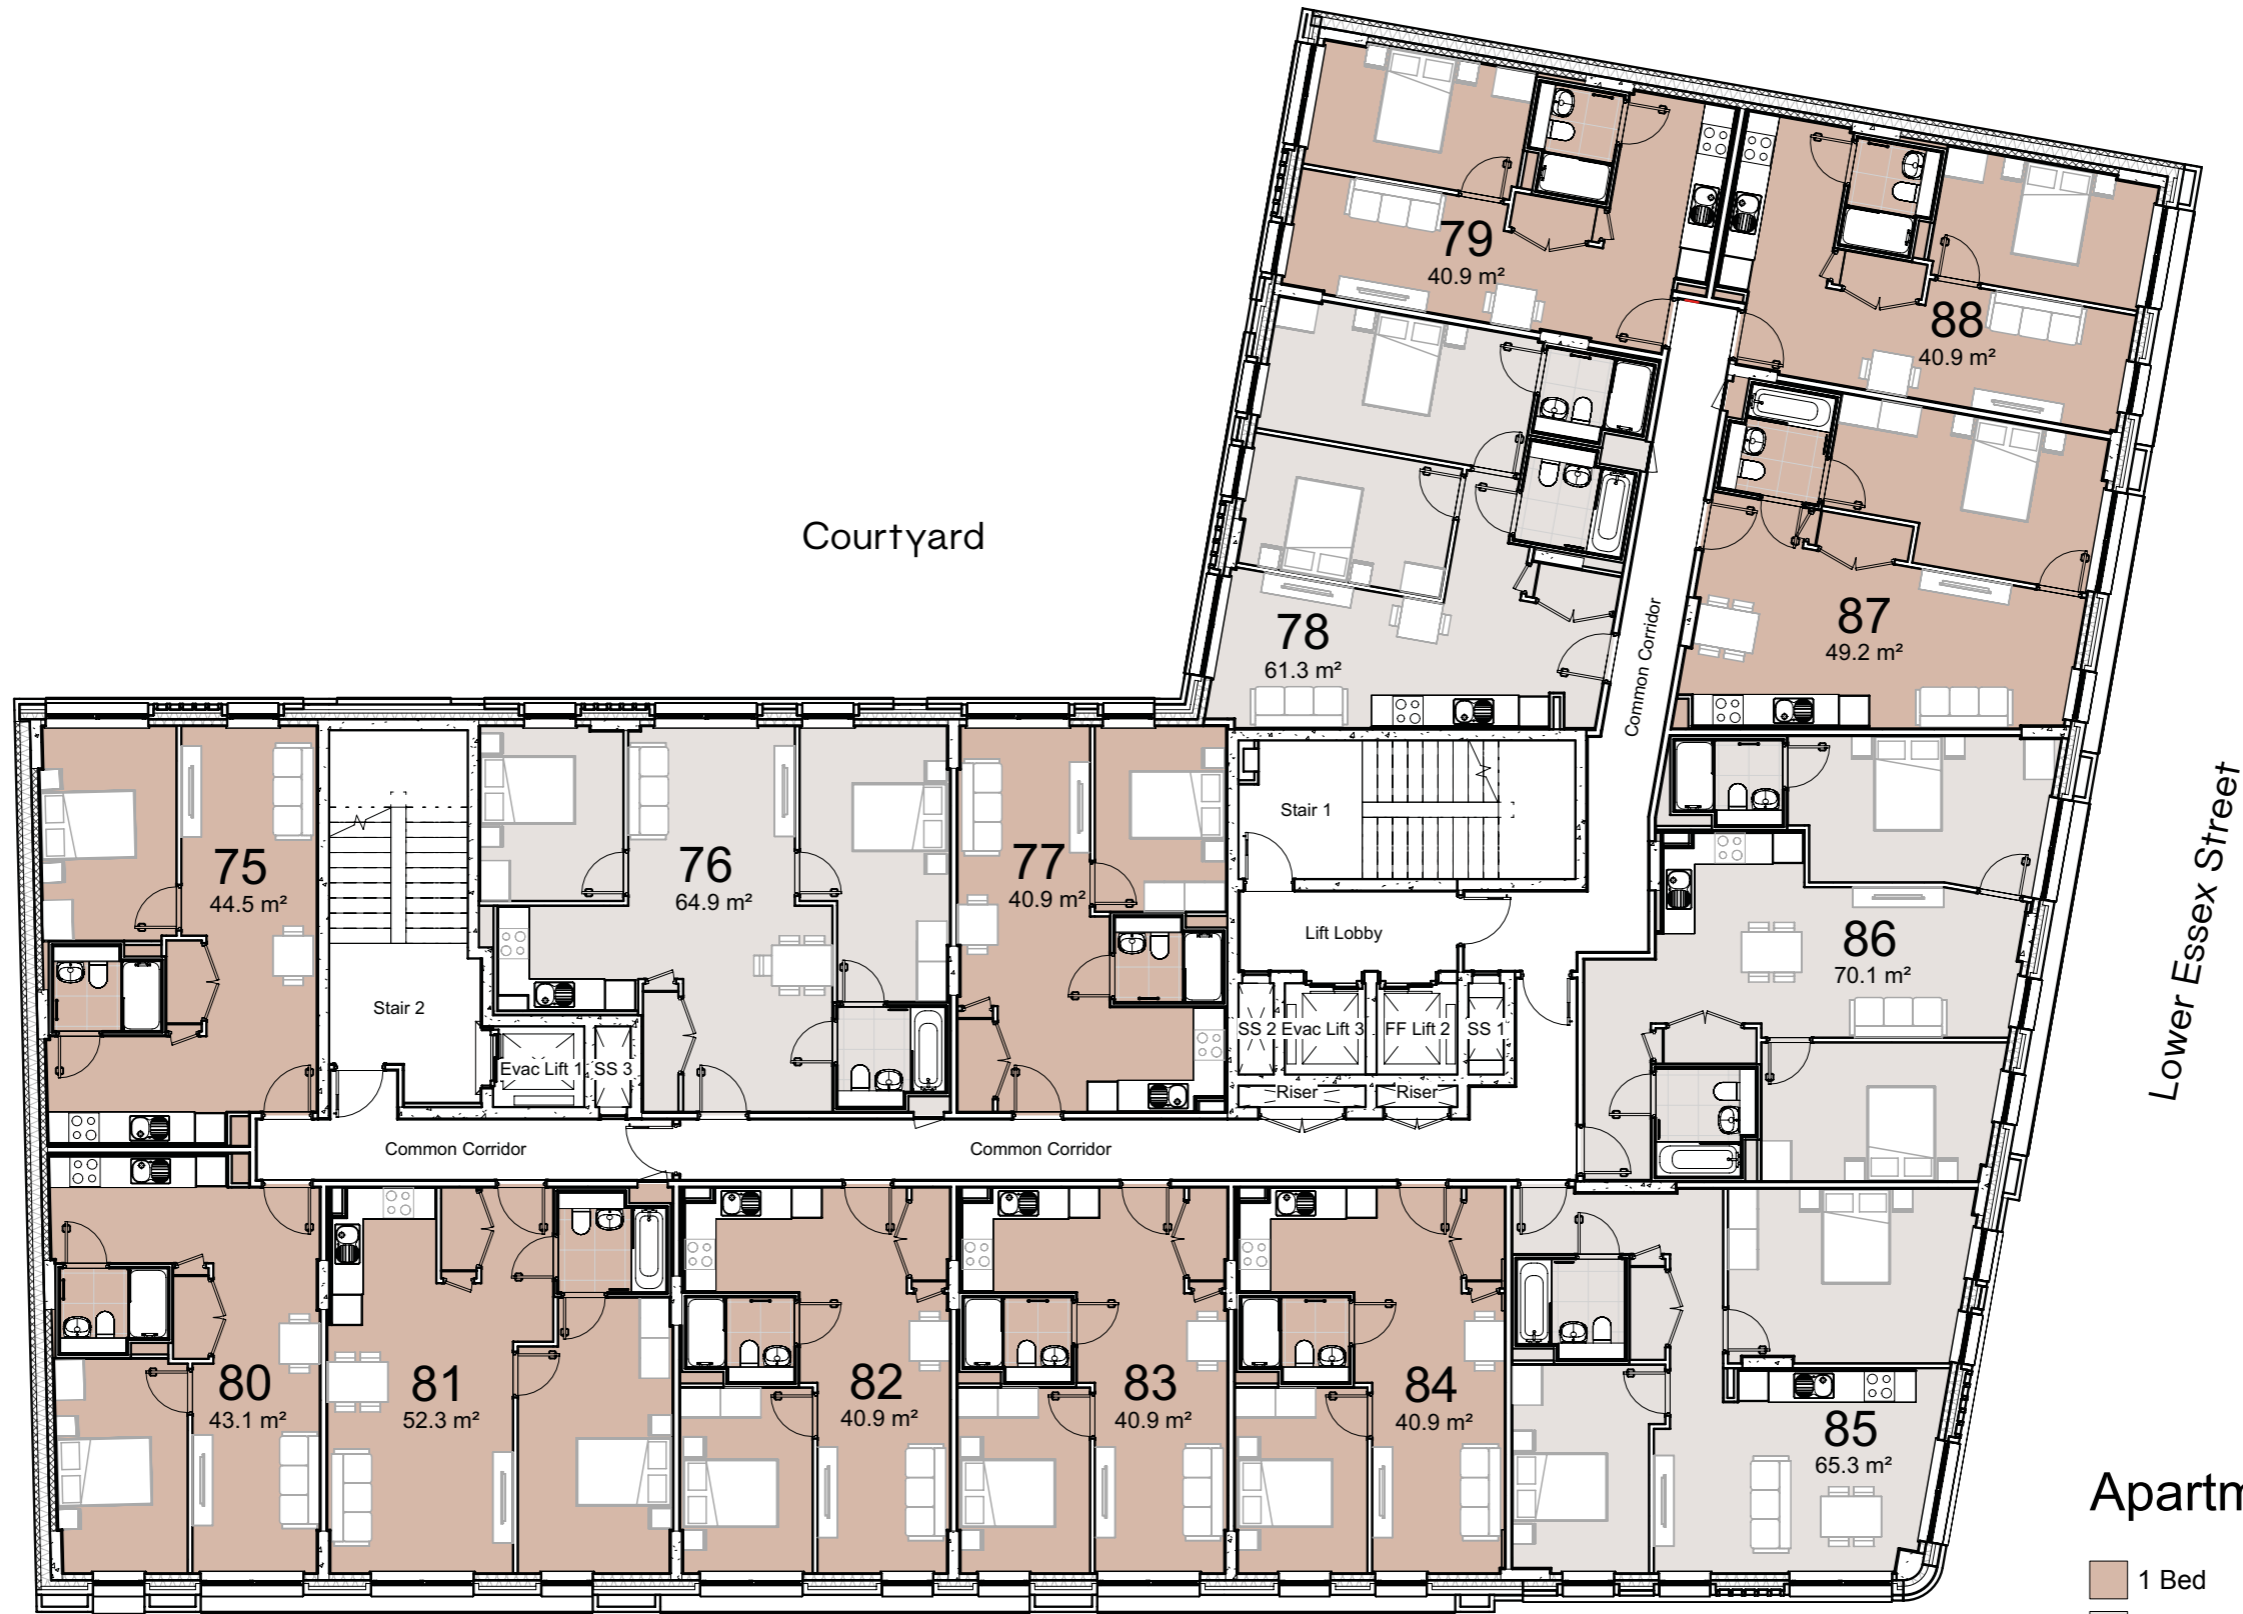 79
40.9 m²
88
40.9 m²
Courtyard
78
61.3 m²
Common Corridor
87
49.2 m²
75
44.5 m²
76
64.9 m²
77
40.9 m²
Stair 1
Lift Lobby
86
70.1 m²
Lower Essex Street
Stair 2
Evac Lift 1
SS 3
SS 2
Evac Lift 3
FF Lift 2
SS 1
Riser
Riser
Common Corridor
Common Corridor
80
43.1 m²
81
52.3 m²
82
40.9 m²
83
40.9 m²
84
40.9 m²
85
65.3 m²
Apartm
1 Bed